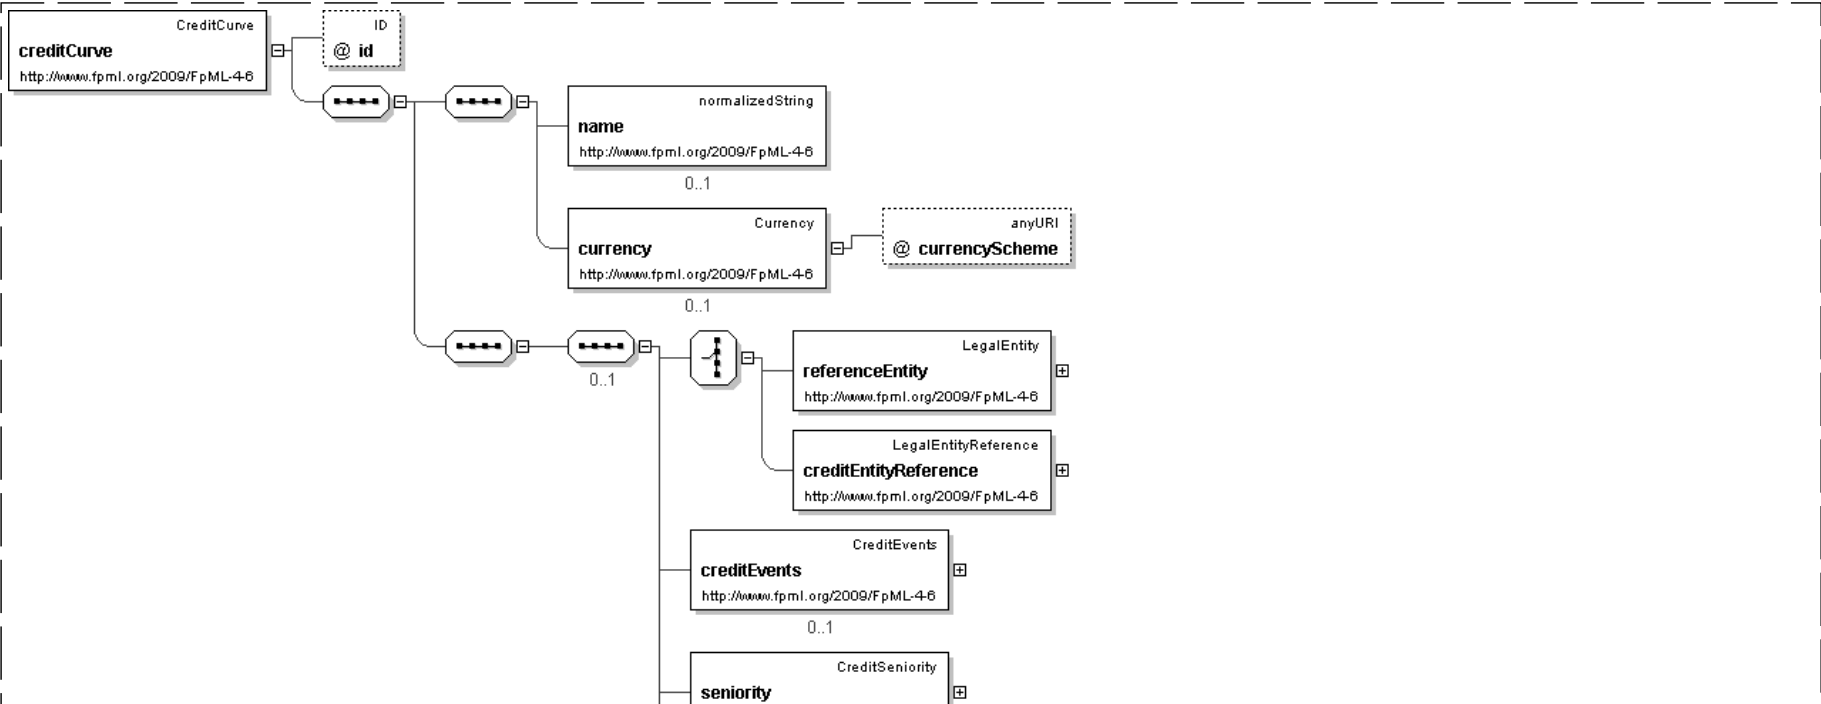 CreditCurve
creditCurve
http://www.fpml.org/2009/FpML-4-6
ID
@ id
normalizedString
name
http://www.fpml.org/2009/FpML-4-6
0..1
Currency
currency
http://www.fpml.org/2009/FpML-4-6
0..1
anyURI
@ currencyScheme
0..1
LegalEntity
referenceEntity
http://www.fpml.org/2009/FpML-4-6
LegalEntityReference
creditEntityReference
http://www.fpml.org/2009/FpML-4-6
CreditEvents
creditEvents
http://www.fpml.org/2009/FpML-4-6
0..1
CreditSeniority
seniority